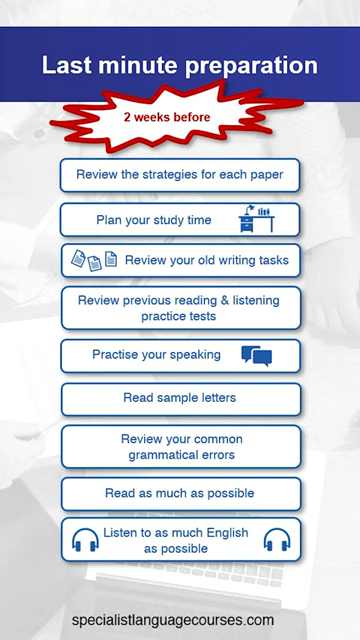 Last minute preparation
2 weeks before
Review the strategies for each paper
Plan your study time
Review your old writing tasks
Review previous reading & listening
practice tests
Practise your speaking
Read sample letters
Review your common
grammatical errors
Read as much as possible
Listen to as much English
as possible
specialistlanguagecourses.com